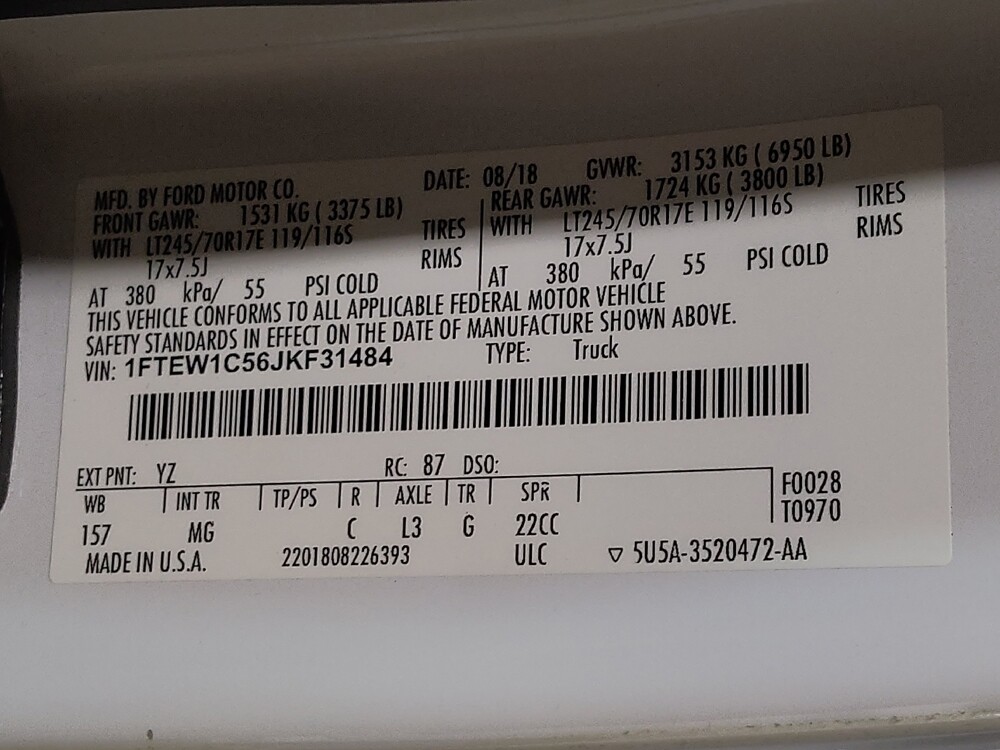 MFD. BY FORD MOTOR CO. DATE: 08/18 GVWR: 3153 KG ( 6950 LB)
FRONT GAWR: 1531 KG ( 3375 LB) REAR GAWR: 1724 KG ( 3800 LB)
WITH LT245/70R17E 119/116S TIRES WITH LT245/70R17E 119/116S TIRES
17x7.5J RIMS 17x7.5J RIMS
AT 380 kPa/ 55 PSI COLD AT 380 kPa/ 55 PSI COLD
THIS VEHICLE CONFORMS TO ALL APPLICABLE FEDERAL MOTOR VEHICLE
SAFETY STANDARDS IN EFFECT ON THE DATE OF MANUFACTURE SHOWN ABOVE.
VIN: 1FTEW1C56JKF31484 TYPE: Truck
EXT PNT: YZ RC: 87 DSO:
WB INT TR TP/PS R AXLE TR SPR F0028
157 MG C L3 G 22CC T0970
MADE IN U.S.A. 2201808226393 ULC ▽ 5U5A-3520472-AA